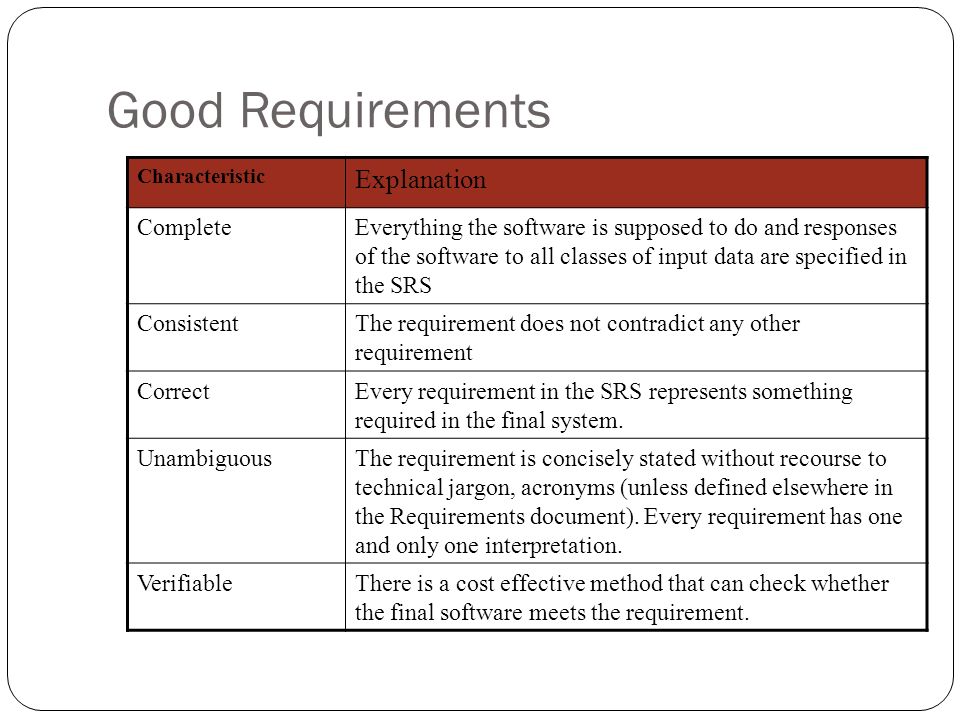 Good Requirements
Characteristic
Explanation
Complete
Everything the software is supposed to do and responses
of the software to all classes of input data are specified in
the SRS
Consistent
The requirement does not contradict any other
requirement
Correct
Every requirement in the SRS represents something
required in the final system.
Unambiguous
The requirement is concisely stated without recourse to
technical jargon, acronyms (unless defined elsewhere in
the Requirements document). Every requirement has one
and only one interpretation.
Verifiable
There is a cost effective method that can check whether
the final software meets the requirement.